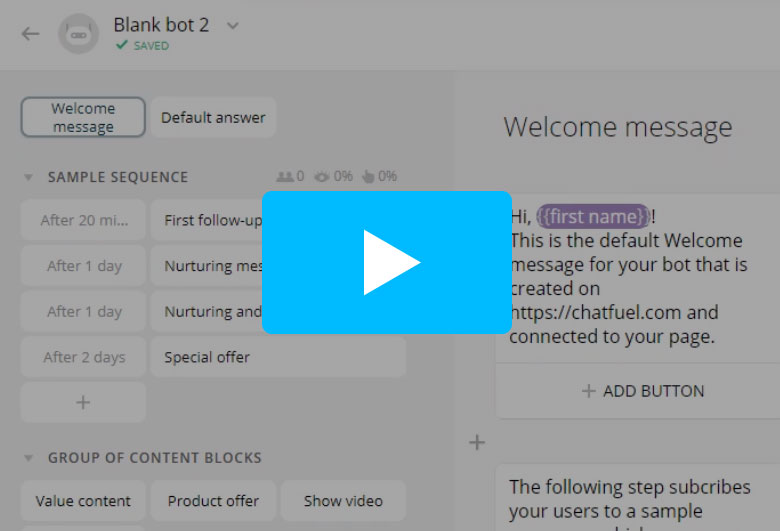 Blank bot 2
SAVED
Welcome
message
Default answer
Welcome message
SAMPLE SEQUENCE
0
0%
0%
After 20 mi...
First follow-up
After 1 day
Nurturing mes
After 1 day
Nurturing and
After 2 days
Special offer
+
Hi, {{first name}}!
This is the default Welcome
message for your bot that is
created on
https://chatfuel.com and
connected to your page.
+ ADD BUTTON
+
GROUP OF CONTENT BLOCKS
Value content
Product offer
Show video
The following step subcribes
your users to a sample